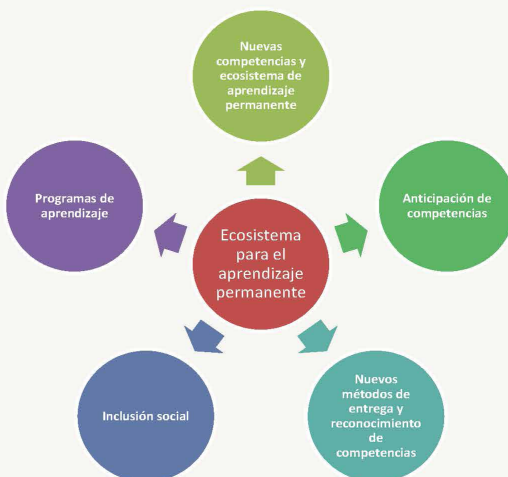 Nuevas
competencias y
ecosistema de
aprendizaje
permanente
Programas de
aprendizaje
Anticipación de
competencias
Ecosistema
para el
aprendizaje
permanente
Inclusión social
Nuevos
métodos de
entrega y
reconocimiento
de
competencias